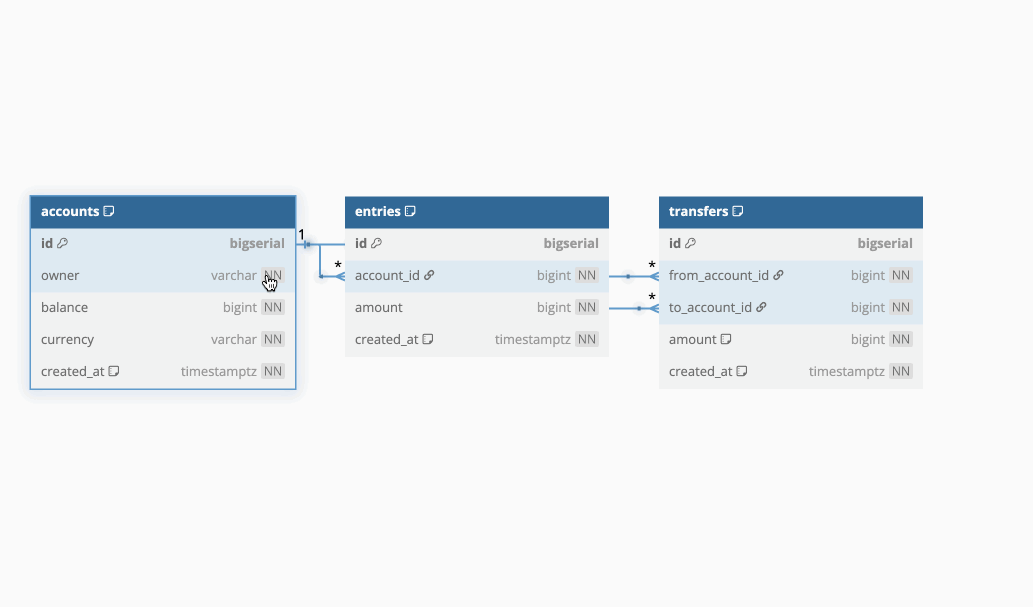 accounts
id bigserial
owner varchar NN
balance bigint NN
currency varchar NN
created_at timestamptz NN
1
*
entries
id bigserial
account_id bigint NN
amount bigint NN
created_at timestamptz NN
*
*
transfers
id bigserial
from_account_id bigint NN
to_account_id bigint NN
amount bigint NN
created_at timestamptz NN